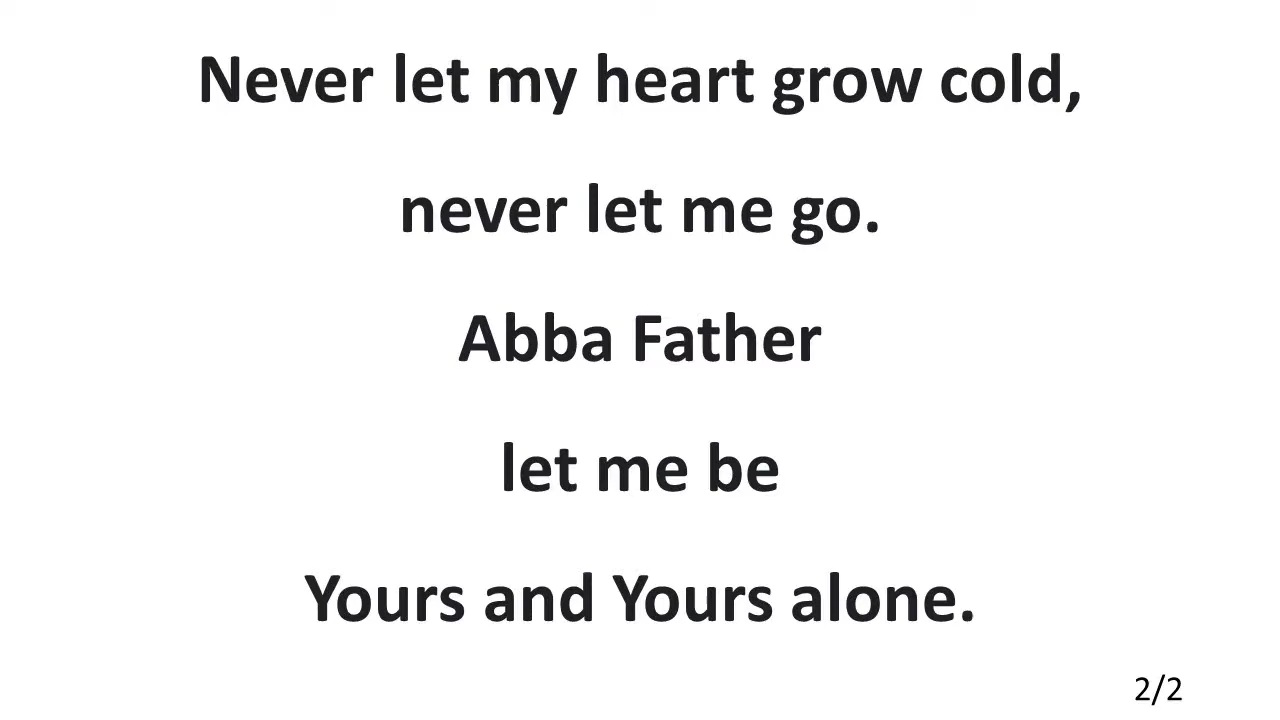 Never let my heart grow cold,
never let me go.
Abba Father
let me be
Yours and Yours alone.
2/2